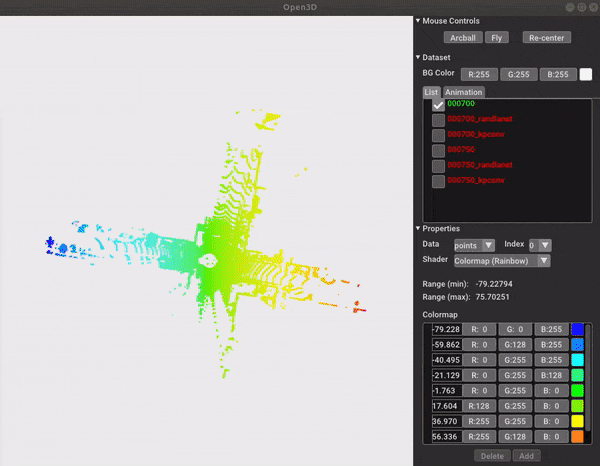 Open3D
Mouse Controls
Arcball Fly Re-center
Dataset
BG Color R:255 G:255 B:255
List Animation
000700
000700_randlanet
000700_kpconv
000750
000750_randlanet
000750_kpconv
Properties
Data points Index 0
Shader Colormap (Rainbow)
Range (min): -79.22794
Range (max): 75.70251
Colormap
-79.228 R: 0 G: 0 B:255
-59.862 R: 0 G:128 B:255
-40.495 R: 0 G:255 B:255
-21.129 R: 0 G:255 B:128
-1.763 R: 0 G:255 B: 0
17.604 R:128 G:255 B: 0
36.970 R:255 G:255 B: 0
56.336 R:255 G:128 B: 0
Delete Add